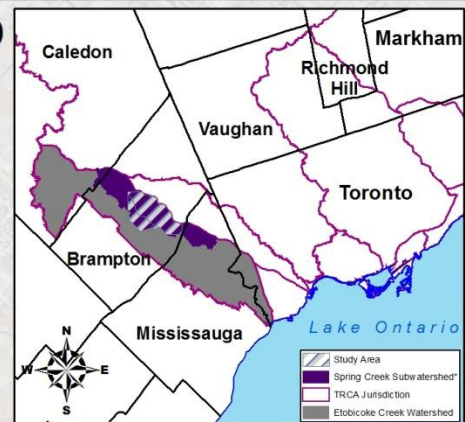 Caledon
Markham
Richmond
Hill
Vaughan
Toronto
Brampton
Mississauga
Lake Ontario
N
W E
S
Study Area
Spring Creek Subwatershed*
TRCA Jurisdiction
Etobicoke Creek Watershed